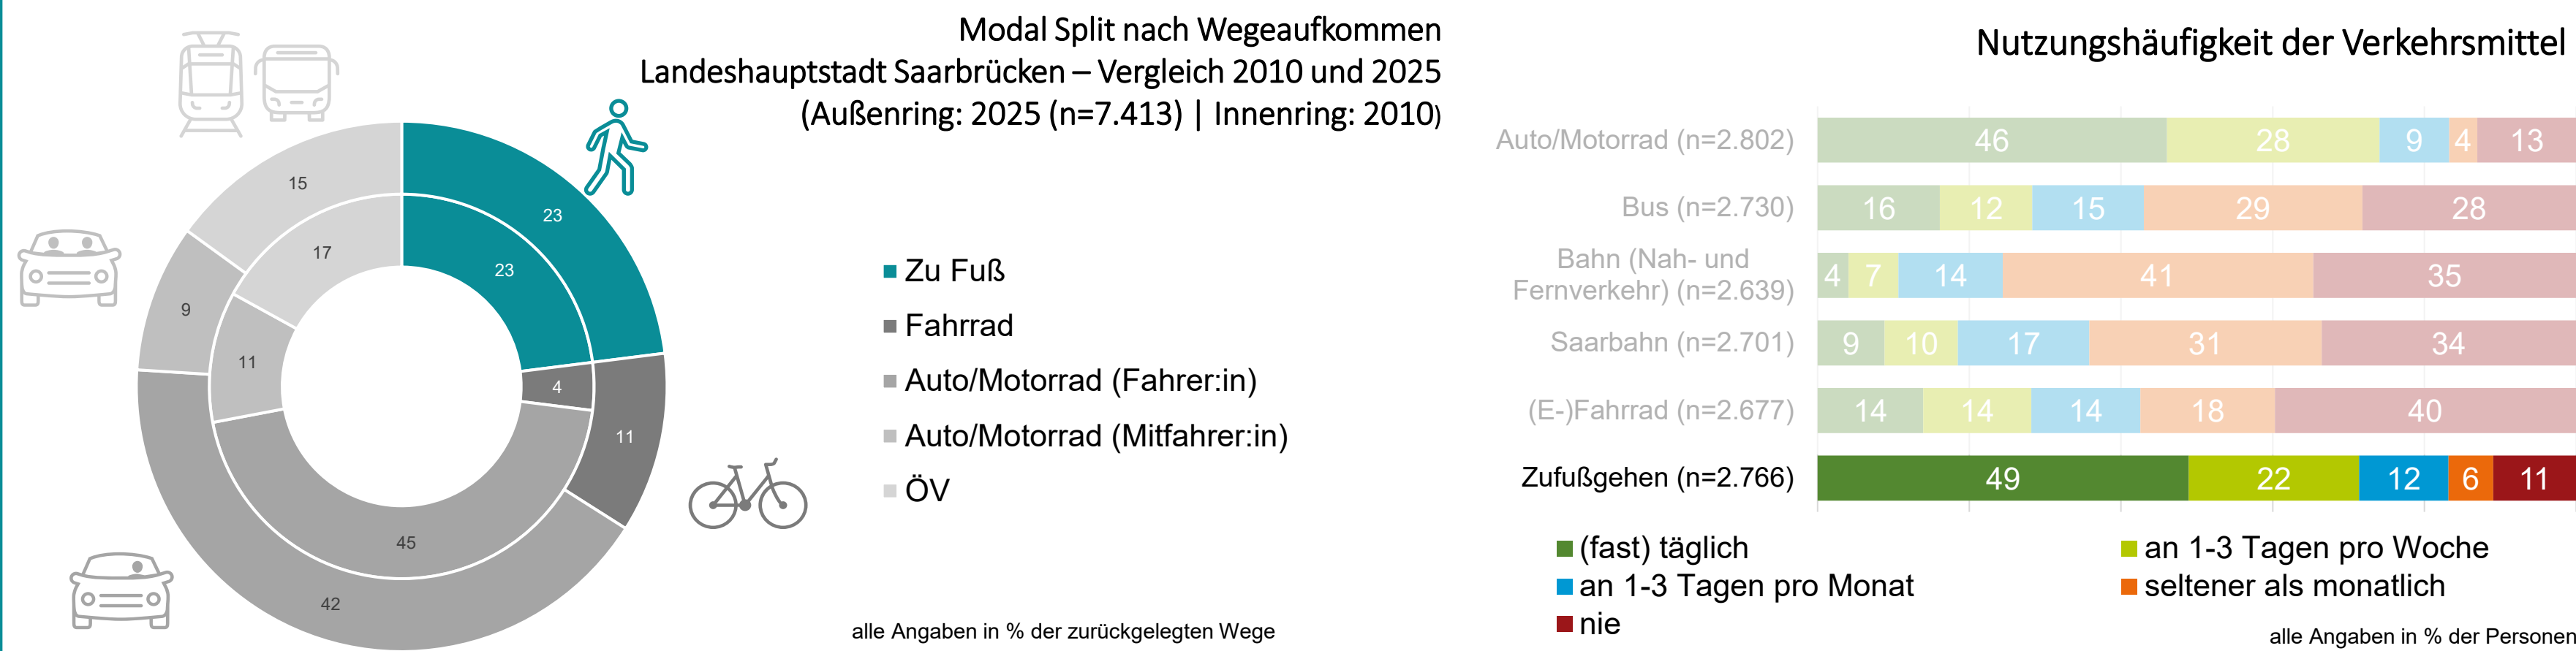 Modal Split nach Wegeaufkommen
Landeshauptstadt Saarbrücken – Vergleich 2010 und 2025
(Außenring: 2025 (n=7.413) | Innenring: 2010)
15
23
17
23
9
11
4
11
45
42
Zu Fuß
Fahrrad
Auto/Motorrad (Fahrer:in)
Auto/Motorrad (Mitfahrer:in)
ÖV
alle Angaben in % der zurückgelegten Wege
Nutzungshäufigkeit der Verkehrsmittel
Auto/Motorrad (n=2.802) 46 28 9 4 13
Bus (n=2.730) 16 12 15 29 28
Bahn (Nah- und
Fernverkehr) (n=2.639) 4 7 14 41 35
Saarbahn (n=2.701) 9 10 17 31 34
(E-)Fahrrad (n=2.677) 14 14 14 18 40
Zufußgehen (n=2.766) 49 22 12 6 11
(fast) täglich
an 1-3 Tagen pro Woche
an 1-3 Tagen pro Monat
seltener als monatlich
nie
alle Angaben in % der Personen